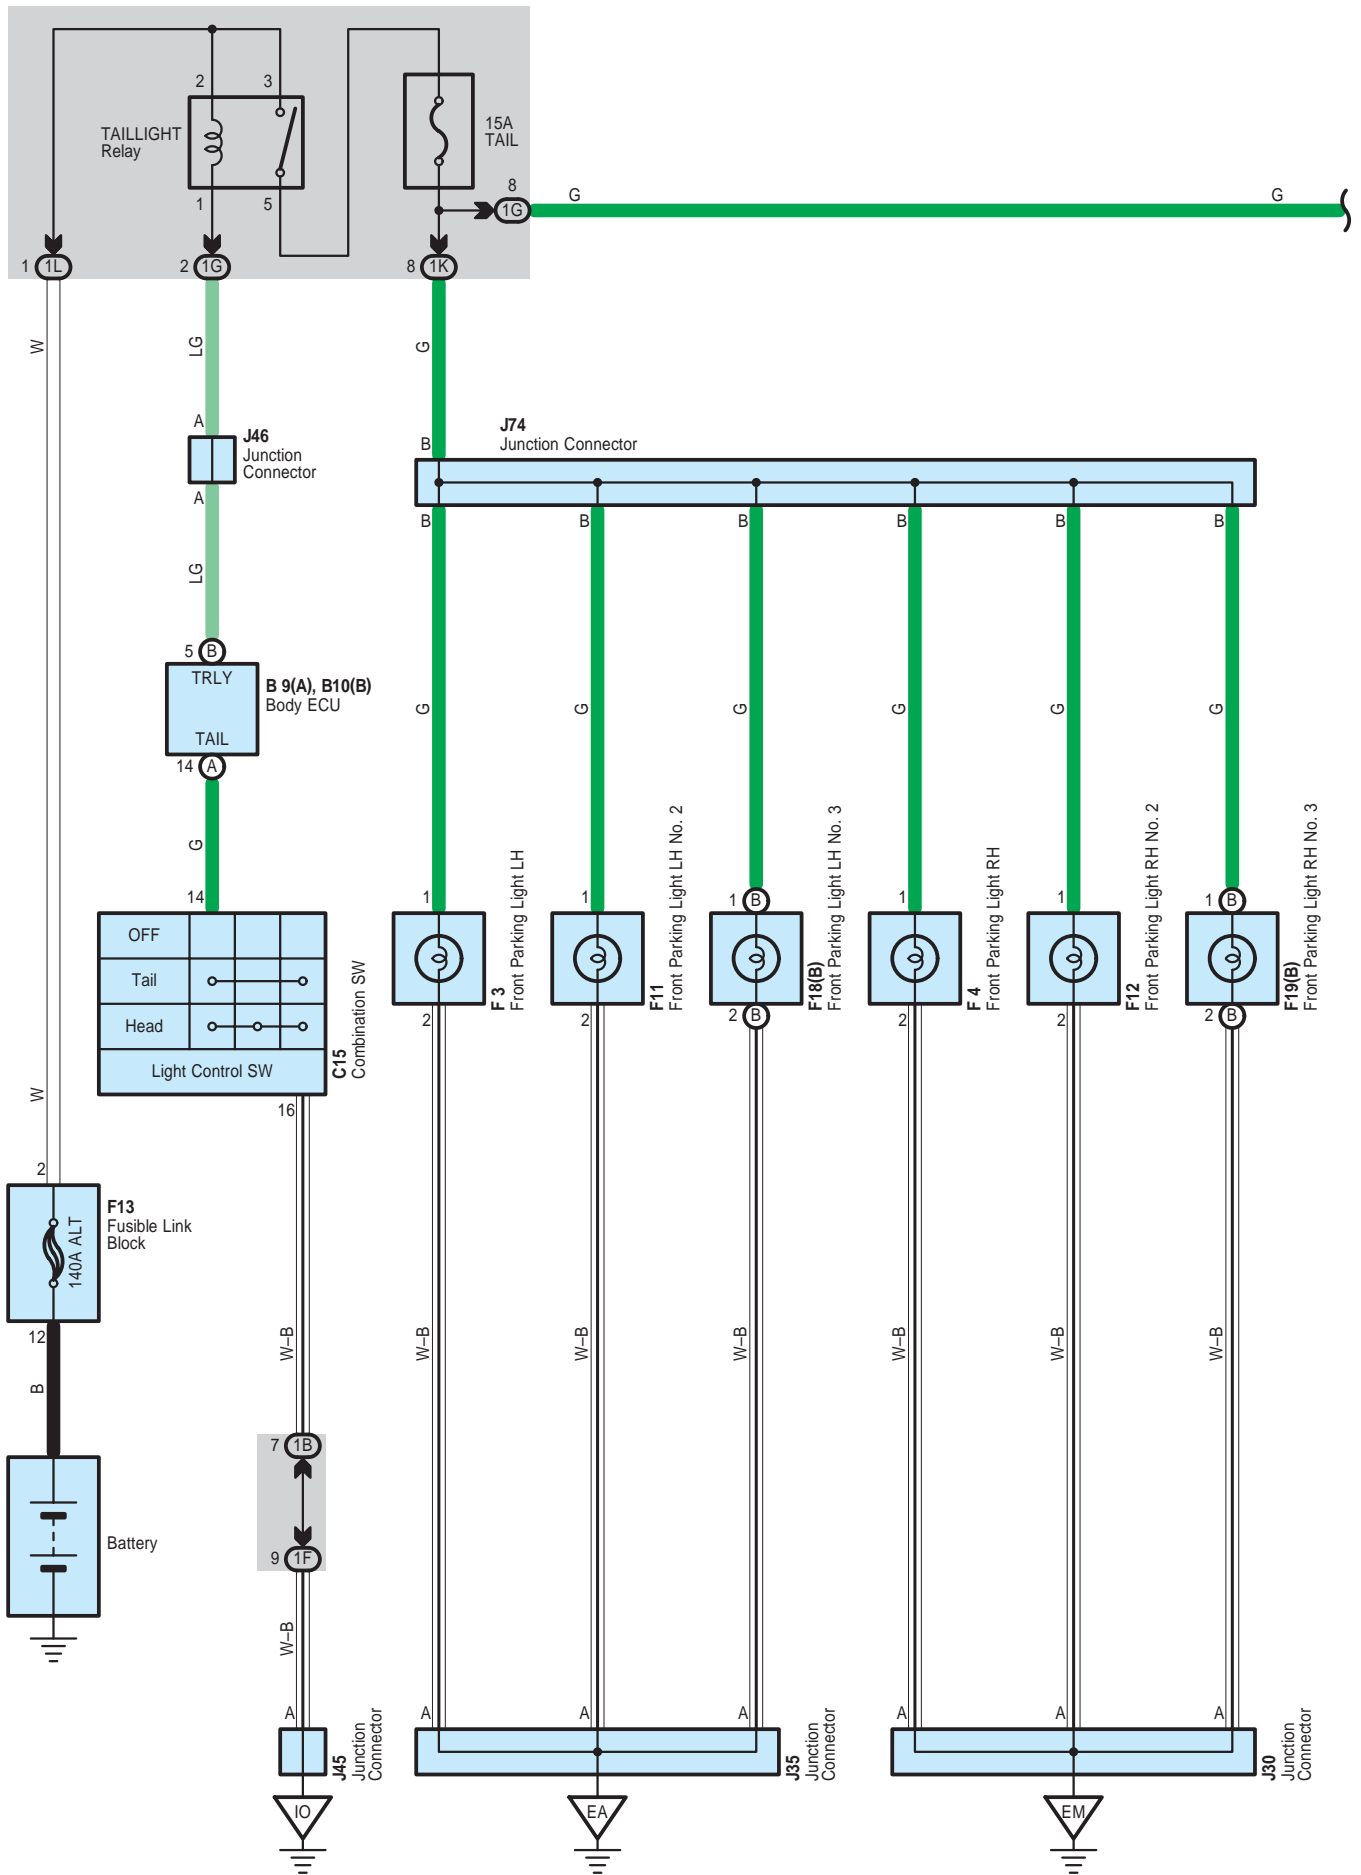 2
3
TAILLIGHT
Relay
15A
TAIL
1
5
8
1G
G
G
1
1L
2
1G
8
1K
W
LG
G
A
J46
Junction
Connector
A
B
J74
Junction Connector
B
B
B
B
B
B
LG
5
B
TRLY
TAIL
B 9(A), B10(B)
Body ECU
14
A
G
G
G
G
G
G
G
14
OFF
Tail
Head
Light Control SW
C15
Combination SW
16
1
2
F 3
Front Parking Light LH
1
2
F11
Front Parking Light LH No. 2
1
B
2
B
F18(B)
Front Parking Light LH No. 3
1
2
F 4
Front Parking Light RH
1
2
F12
Front Parking Light RH No. 2
1
B
2
B
F19(B)
Front Parking Light RH No. 3
W
2
140A ALT
F13
Fusible Link
Block
12
B
Battery
W–B
W–B
W–B
W–B
W–B
W–B
W–B
7
1B
9
1F
W–B
A
J45
Junction
Connector
IO
A
A
A
J35
Junction
Connector
EA
A
A
A
J30
Junction
Connector
EM